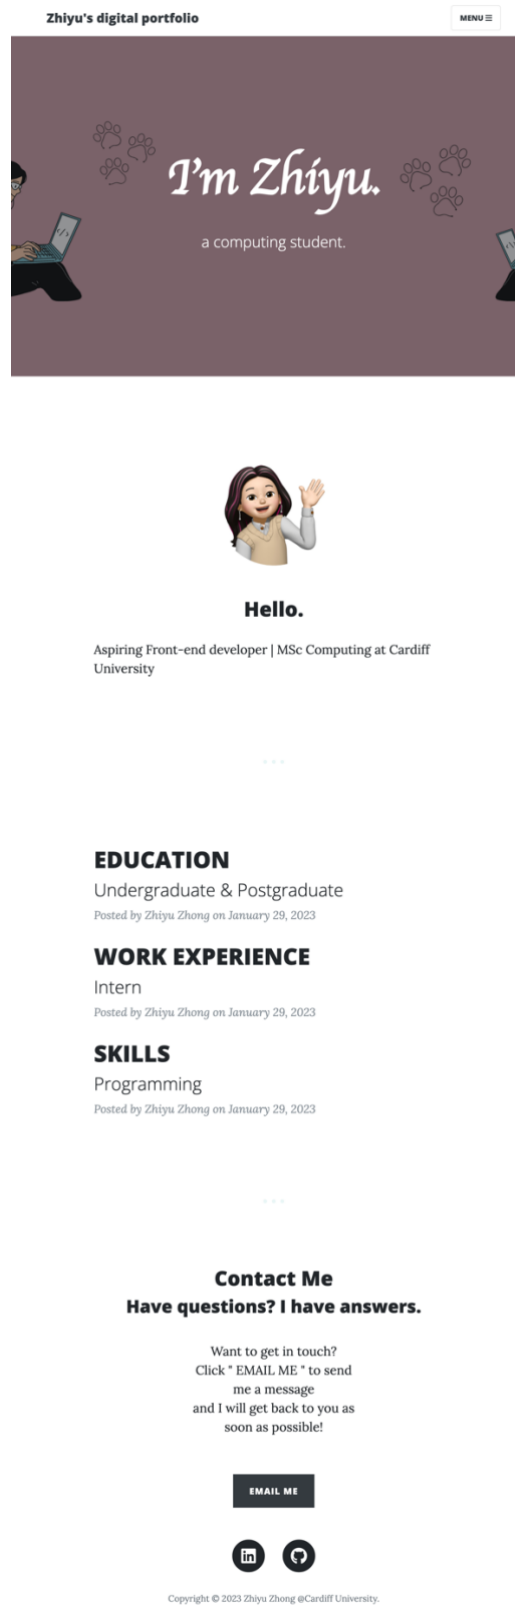 Zhiyu's digital portfolio
MENU
I'm Zhiyu.
a computing student.
Hello.
Aspiring Front-end developer | MSc Computing at Cardiff
University
EDUCATION
Undergraduate & Postgraduate
Posted by Zhiyu Zhong on January 29, 2023
WORK EXPERIENCE
Intern
Posted by Zhiyu Zhong on January 29, 2023
SKILLS
Programming
Posted by Zhiyu Zhong on January 29, 2023
Contact Me
Have questions? I have answers.
Want to get in touch?
Click " EMAIL ME " to send
me a message
and I will get back to you as
soon as possible!
EMAIL ME
in
Copyright © 2023 Zhiyu Zhong @Cardiff University.